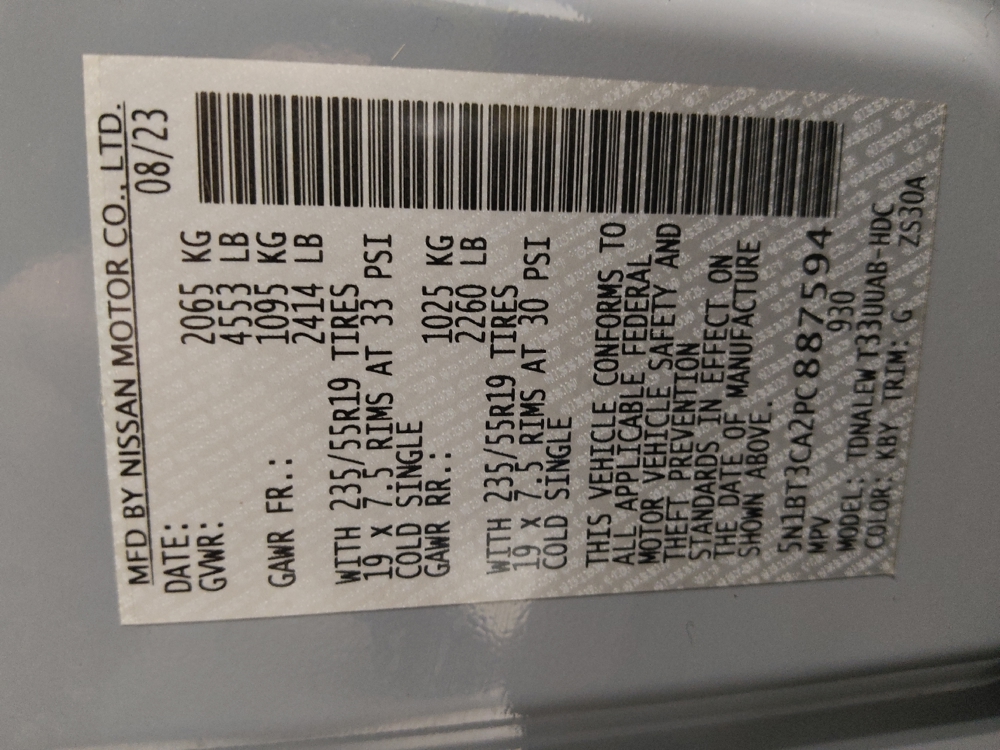 MFD BY NISSAN MOTOR CO., LTD.
DATE: 08/23
GVWR: 2065 KG
4553 LB
GAWR FR.: 1095 KG
2414 LB
WITH 235/55R19 TIRES
19 X 7.5 RIMS AT 33 PSI
COLD SINGLE
GAWR RR.: 1025 KG
2260 LB
WITH 235/55R19 TIRES
19 X 7.5 RIMS AT 30 PSI
COLD SINGLE
THIS VEHICLE CONFORMS TO
ALL APPLICABLE FEDERAL
MOTOR VEHICLE SAFETY AND
THEFT PREVENTION
STANDARDS IN EFFECT ON
THE DATE OF MANUFACTURE
SHOWN ABOVE.
5N1BT3CA2PC887594
MPV 930
MODEL: TDNALEW T33UUAB-HDC
COLOR: KBY TRIM: G ZS30A